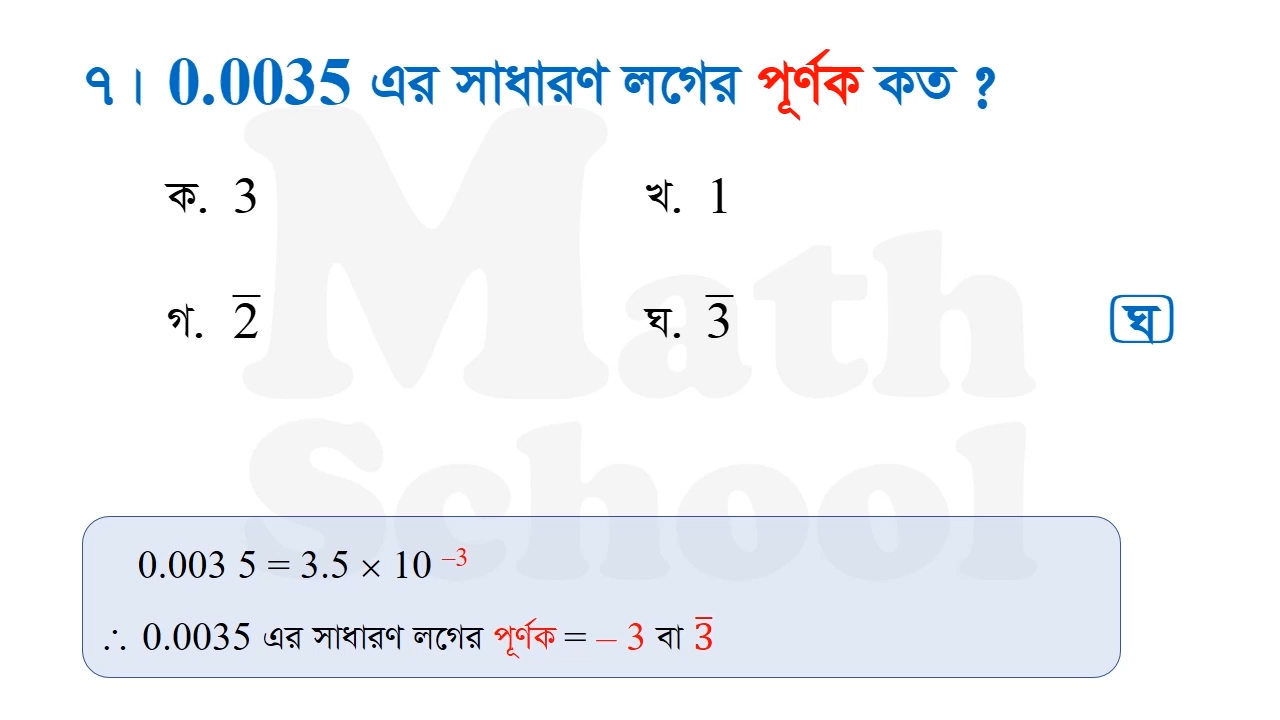 ৭। 0.0035 এর সাধারণ লগের পূর্ণক কত ?
ক. 3 খ. 1
গ. 2̅ ঘ. 3̅ ঘ
Math
School
0.003 5 = 3.5 × 10 ⁻³
∴ 0.0035 এর সাধারণ লগের পূর্ণক = – 3 বা 3̅